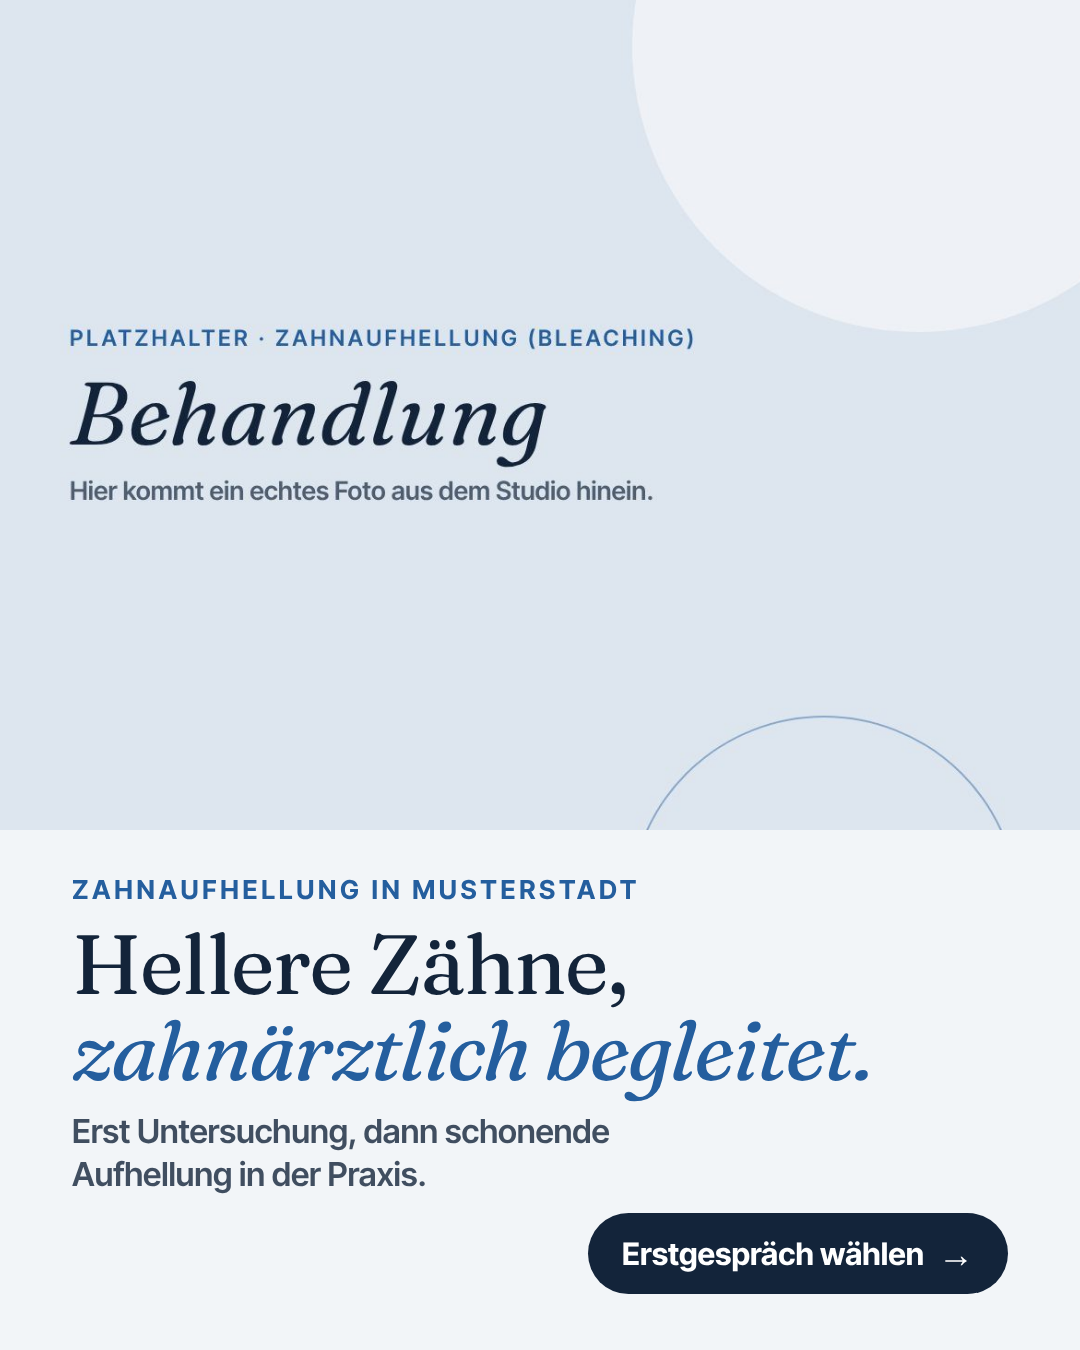 PLATZHALTER · ZAHNAUFHELLUNG (BLEACHING)
Behandlung
Hier kommt ein echtes Foto aus dem Studio hinein.
ZAHNAUFHELLUNG IN MUSTERSTADT
Hellere Zähne,
zahnärztlich begleitet.
Erst Untersuchung, dann schonende
Aufhellung in der Praxis.
Erstgespräch wählen →